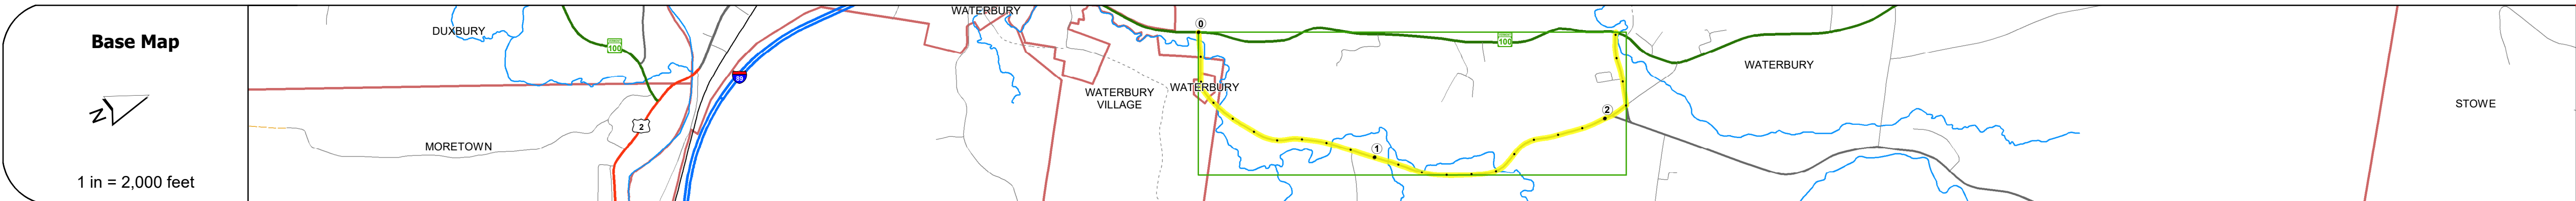 Base Map
N
1 in = 2,000 feet
DUXBURY
VERMONT
100
MORETOWN
2
89
WATERBURY
WATERBURY
VILLAGE
WATERBURY
0
1
2
100
WATERBURY
STOWE